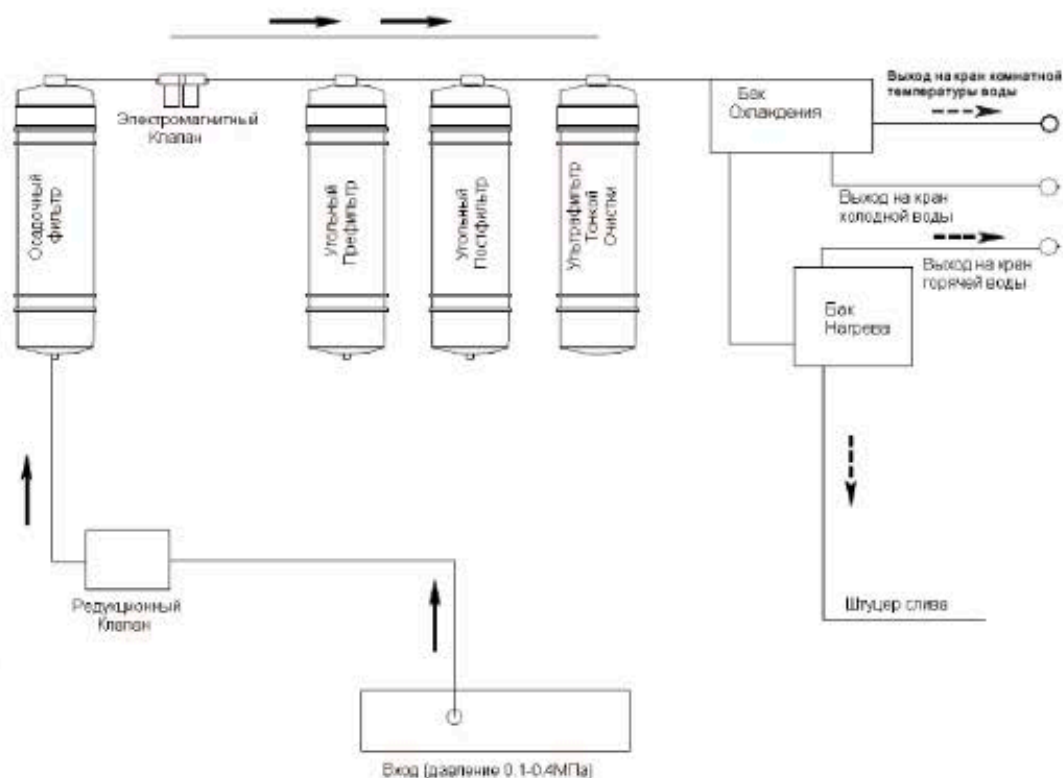 Выход на кран комнатной
температуры воды
Бак
Охлаждения
Электромагнитный
Клапан
Осадочный
фильтр
Угольный
Префильтр
Угольный
Постфильтр
Ультрафильтр
Тонкой
Очистки
Выход на кран
холодной воды
Выход на кран
горячей воды
Бак
Нагрева
Штуцер слива
Редукционный
Клапан
Вход (давление 0.1-0.4МПа)